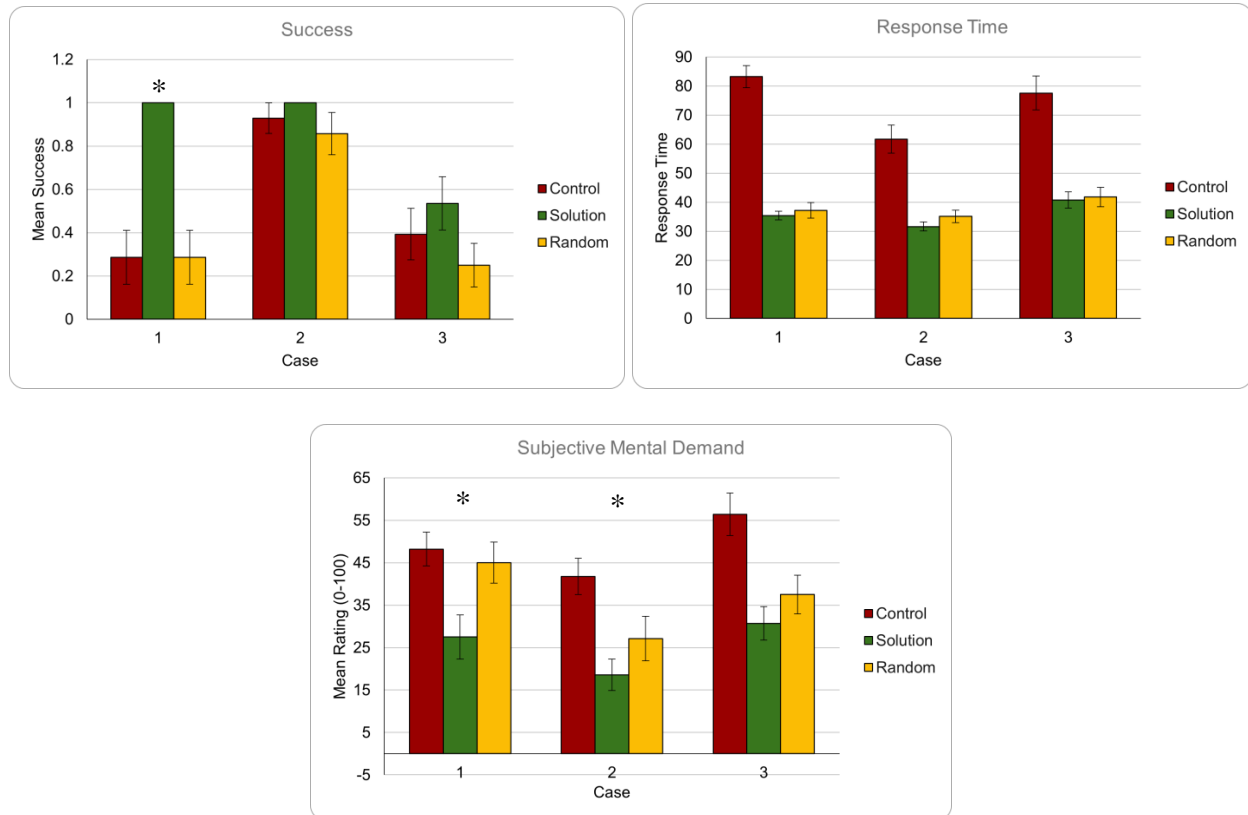 Success
1.2
1
0.8
0.6
0.4
0.2
0
Mean Success
*
1
2
3
Case
Control
Solution
Random
Response Time
90
80
70
60
50
40
30
20
10
0
Response Time
1
2
3
Case
Control
Solution
Random
Subjective Mental Demand
65
55
45
35
25
15
5
-5
Mean Rating (0-100)
*
*
1
2
3
Case
Control
Solution
Random